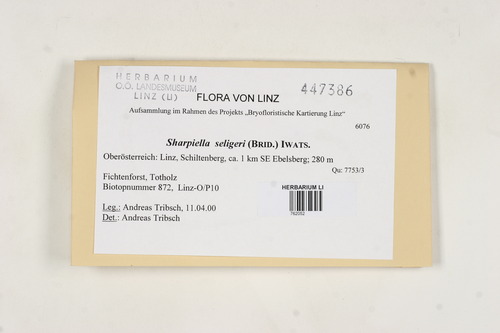 HERBARIUM
O.Ö. LANDESMUSEUM
LINZ (LI)
447386
FLORA VON LINZ
Aufsammlung im Rahmen des Projekts „Bryofloristische Kartierung Linz“
6076
Sharpiella seligeri (BRID.) IWATS.
Oberösterreich: Linz, Schiltenberg, ca. 1 km SE Ebelsberg; 280 m
Qu: 7753/3
Fichtenforst, Totholz
Biotopnummer 872, Linz-O/P10
HERBARIUM LI
762052
Leg.: Andreas Tribsch, 11.04.00
Det.: Andreas Tribsch